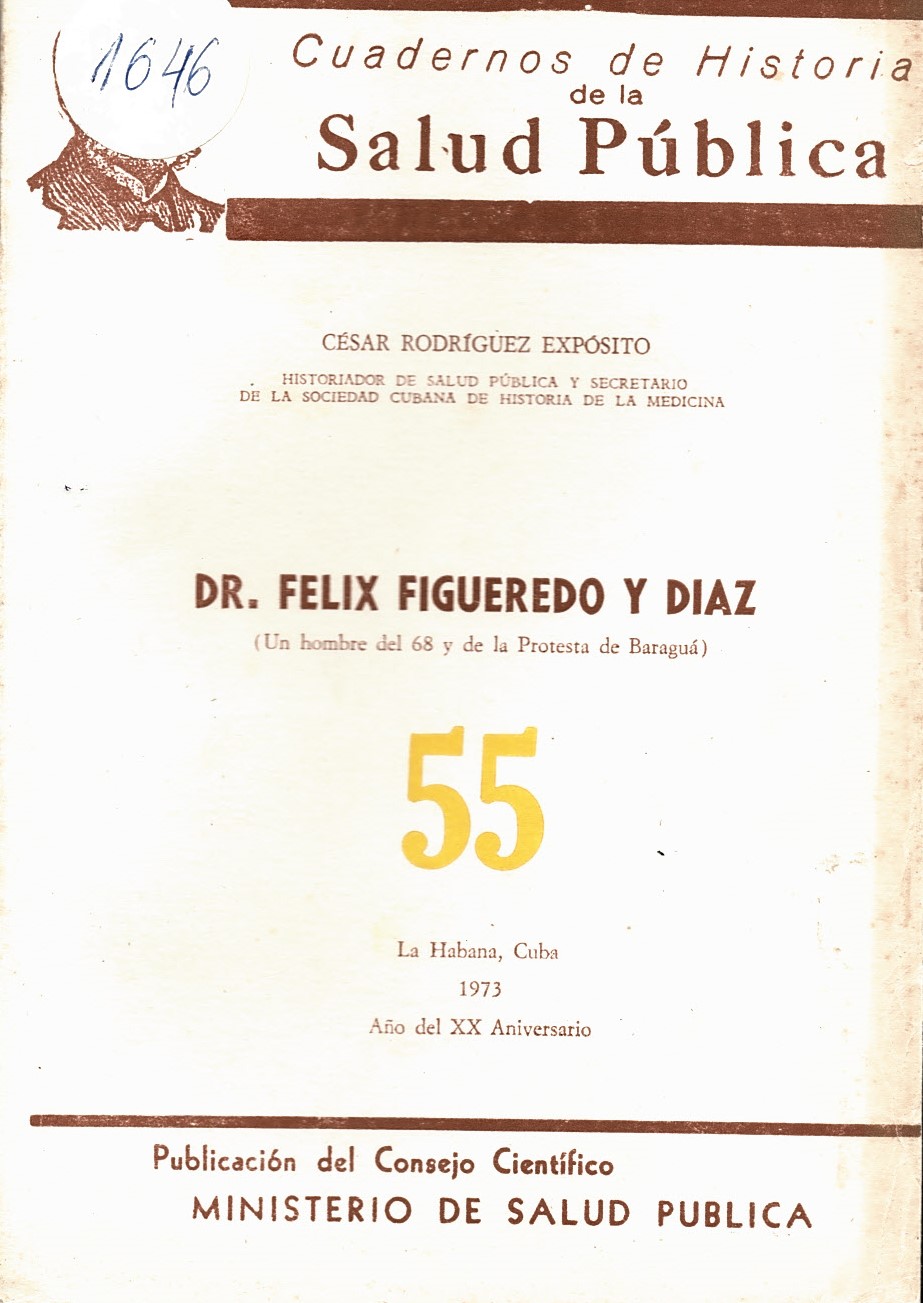 1646
Cuadernos de Historia
de la
Salud Pública
CÉSAR RODRÍGUEZ EXPÓSITO
HISTORIADOR DE SALUD PÚBLICA Y SECRETARIO
DE LA SOCIEDAD CUBANA DE HISTORIA DE LA MEDICINA
DR. FELIX FIGUEREDO Y DIAZ
(Un hombre del 68 y de la Protesta de Baraguá)
55
La Habana, Cuba
1973
Año del XX Aniversario
Publicación del Consejo Científico
MINISTERIO DE SALUD PUBLICA